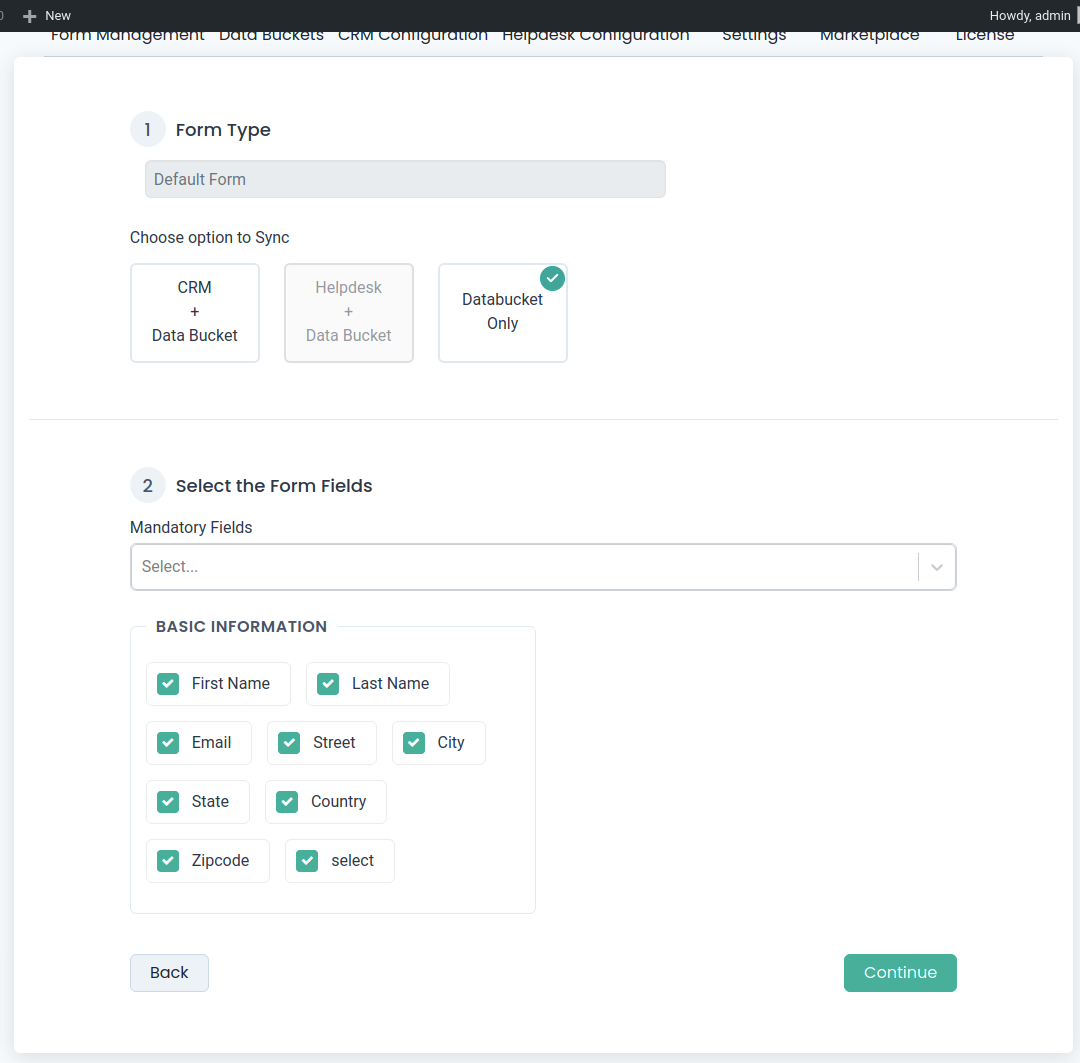 New
Howdy, admin
Form Management Data Buckets CRM Configuration Helpdesk Configuration Settings Marketplace License
1 Form Type
Default Form
Choose option to Sync
CRM
+
Data Bucket
Helpdesk
+
Data Bucket
Databucket
Only
2 Select the Form Fields
Mandatory Fields
Select...
BASIC INFORMATION
First Name Last Name
Email Street City
State Country
Zipcode select
Back Continue